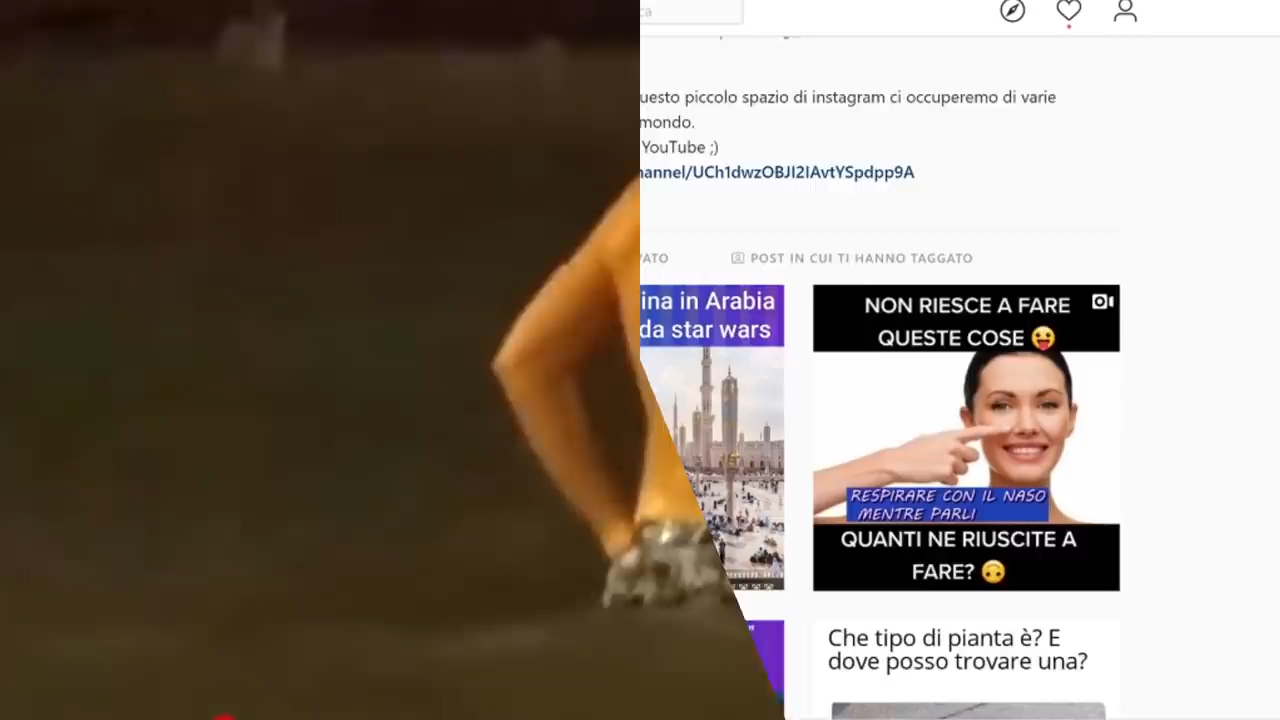 ca
uesto piccolo spazio di instagram ci occuperemo di varie
mondo.
YouTube ;)
annel/UCh1dwzOBJI2IAvtYSpdpp9A
VATO
POST IN CUI TI HANNO TAGGATO
ina in Arabia
da star wars
NON RIESCE A FARE
QUESTE COSE 😜
RESPIRARE CON IL NASO
MENTRE PARLI
QUANTI NE RIUSCITE A
FARE? 🙃
Che tipo di pianta è? E
dove posso trovare una?